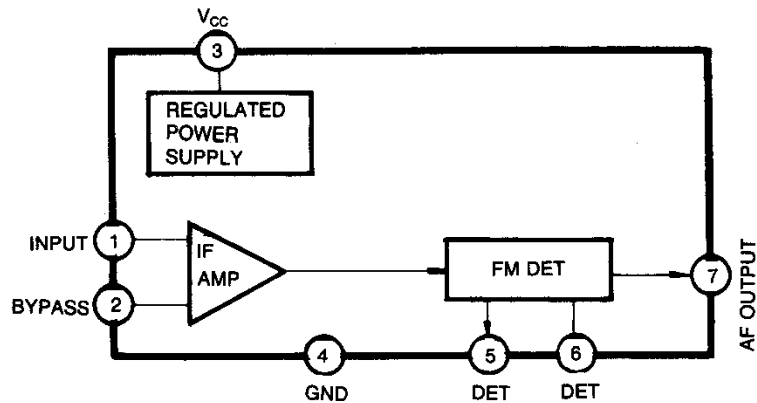 VCC
3
REGULATED
POWER
SUPPLY
INPUT
1
IF
AMP
FM DET
7
AF OUTPUT
BYPASS
2
4
5
6
GND
DET
DET